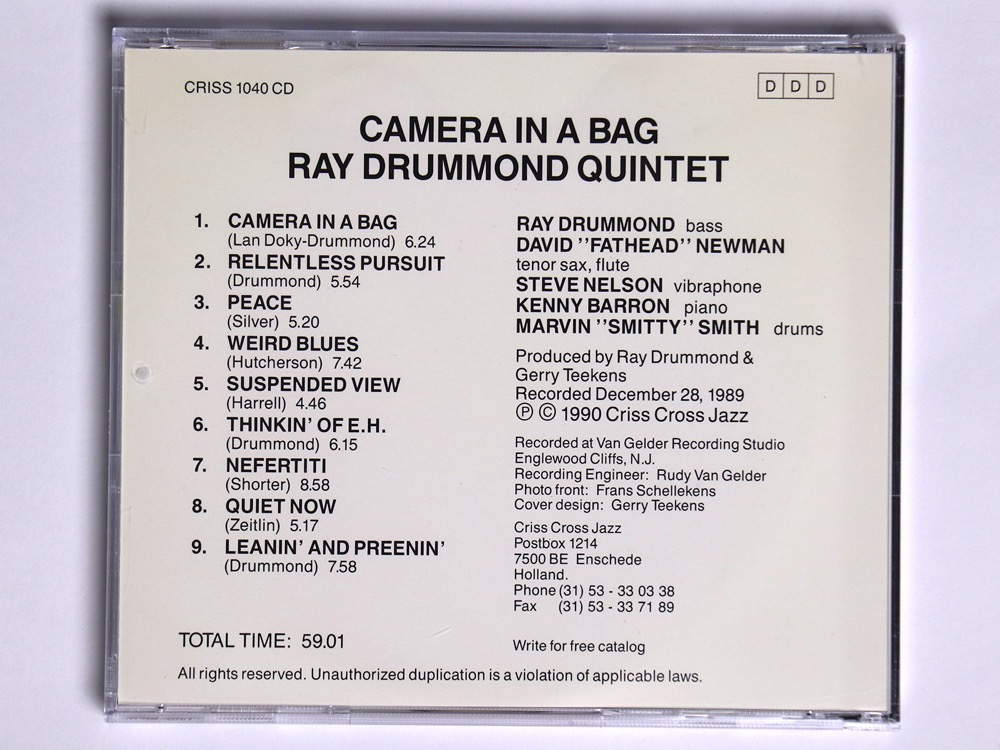 CRISS 1040 CD
D D D
CAMERA IN A BAG
RAY DRUMMOND QUINTET
1. CAMERA IN A BAG
(Lan Doky-Drummond) 6.24
2. RELENTLESS PURSUIT
(Drummond) 5.54
3. PEACE
(Silver) 5.20
4. WEIRD BLUES
(Hutcherson) 7.42
5. SUSPENDED VIEW
(Harrell) 4.46
6. THINKIN' OF E.H.
(Drummond) 6.15
7. NEFERTITI
(Shorter) 8.58
8. QUIET NOW
(Zeitlin) 5.17
9. LEANIN' AND PREENIN'
(Drummond) 7.58
TOTAL TIME: 59.01
RAY DRUMMOND bass
DAVID ''FATHEAD'' NEWMAN
tenor sax, flute
STEVE NELSON vibraphone
KENNY BARRON piano
MARVIN ''SMITTY'' SMITH drums
Produced by Ray Drummond &
Gerry Teekens
Recorded December 28, 1989
℗ © 1990 Criss Cross Jazz
Recorded at Van Gelder Recording Studio
Englewood Cliffs, N.J.
Recording Engineer: Rudy Van Gelder
Photo front: Frans Schellekens
Cover design: Gerry Teekens
Criss Cross Jazz
Postbox 1214
7500 BE Enschede
Holland.
Phone (31) 53 - 33 03 38
Fax (31) 53 - 33 71 89
Write for free catalog
All rights reserved. Unauthorized duplication is a violation of applicable laws.